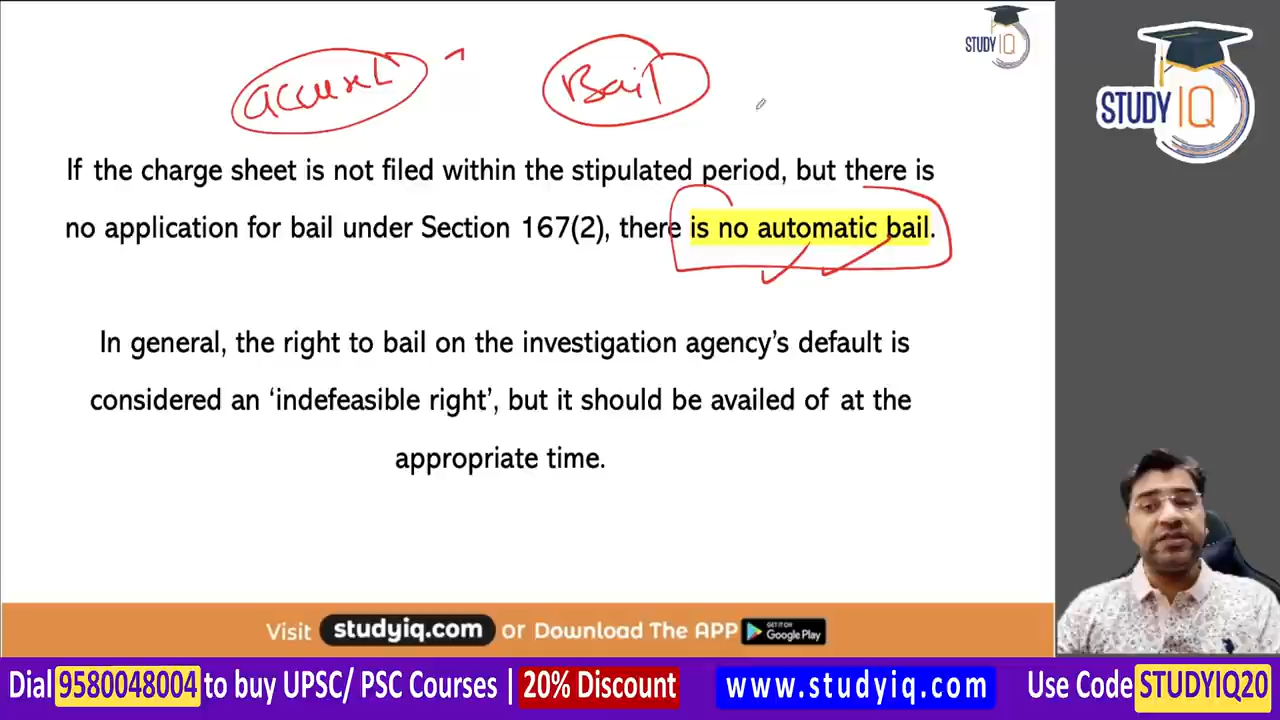 STUDY IQ
STUDY IQ
accused
Bail
If the charge sheet is not filed within the stipulated period, but there is
no application for bail under Section 167(2), there is no automatic bail.
In general, the right to bail on the investigation agency's default is
considered an 'indefeasible right', but it should be availed of at the
appropriate time.
Visit studyiq.com or Download The APP GET IT ON Google Play
Dial 9580048004 to buy UPSC/ PSC Courses | 20% Discount www.studyiq.com Use Code STUDYIQ20